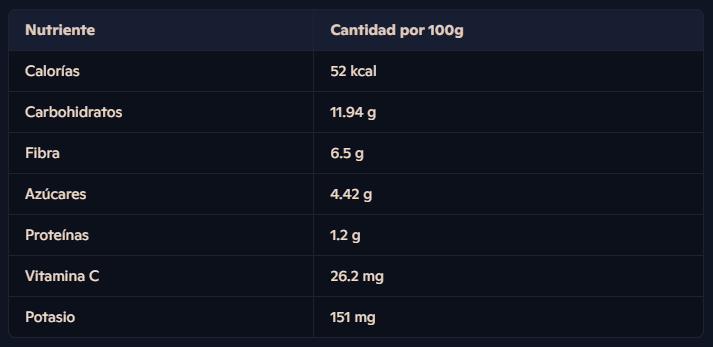 Nutriente Cantidad por 100g
Calorías 52 kcal
Carbohidratos 11.94 g
Fibra 6.5 g
Azúcares 4.42 g
Proteínas 1.2 g
Vitamina C 26.2 mg
Potasio 151 mg